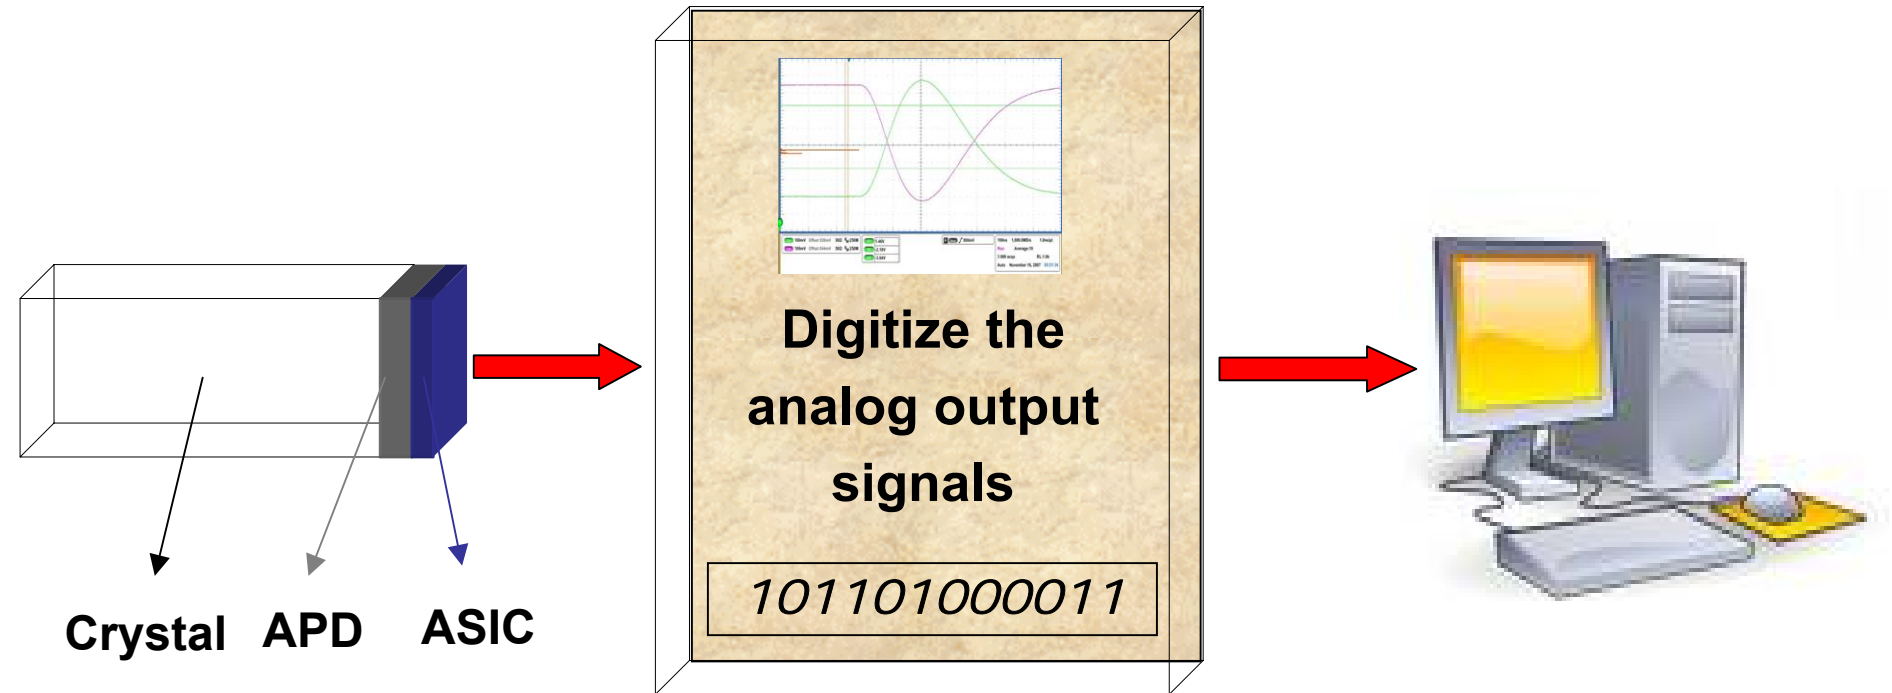 Digitize the
analog output
signals
101101000011
Crystal APD ASIC